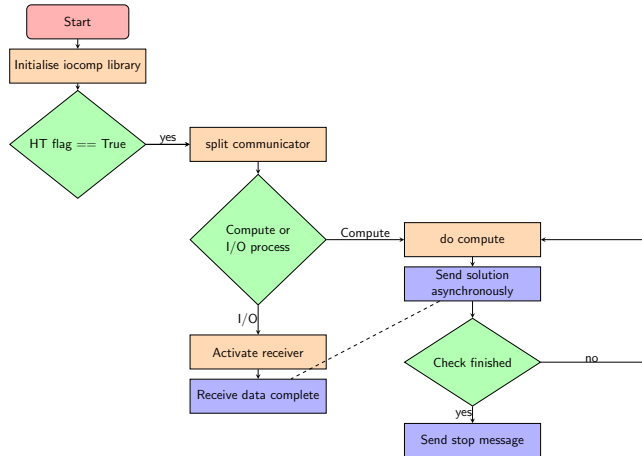 Start
Initialise iocomp library
HT flag == True
yes
split communicator
Compute or
I/O process
Compute
do compute
Send solution
asynchronously
I/O
Activate receiver
Receive data complete
Check finished
no
yes
Send stop message